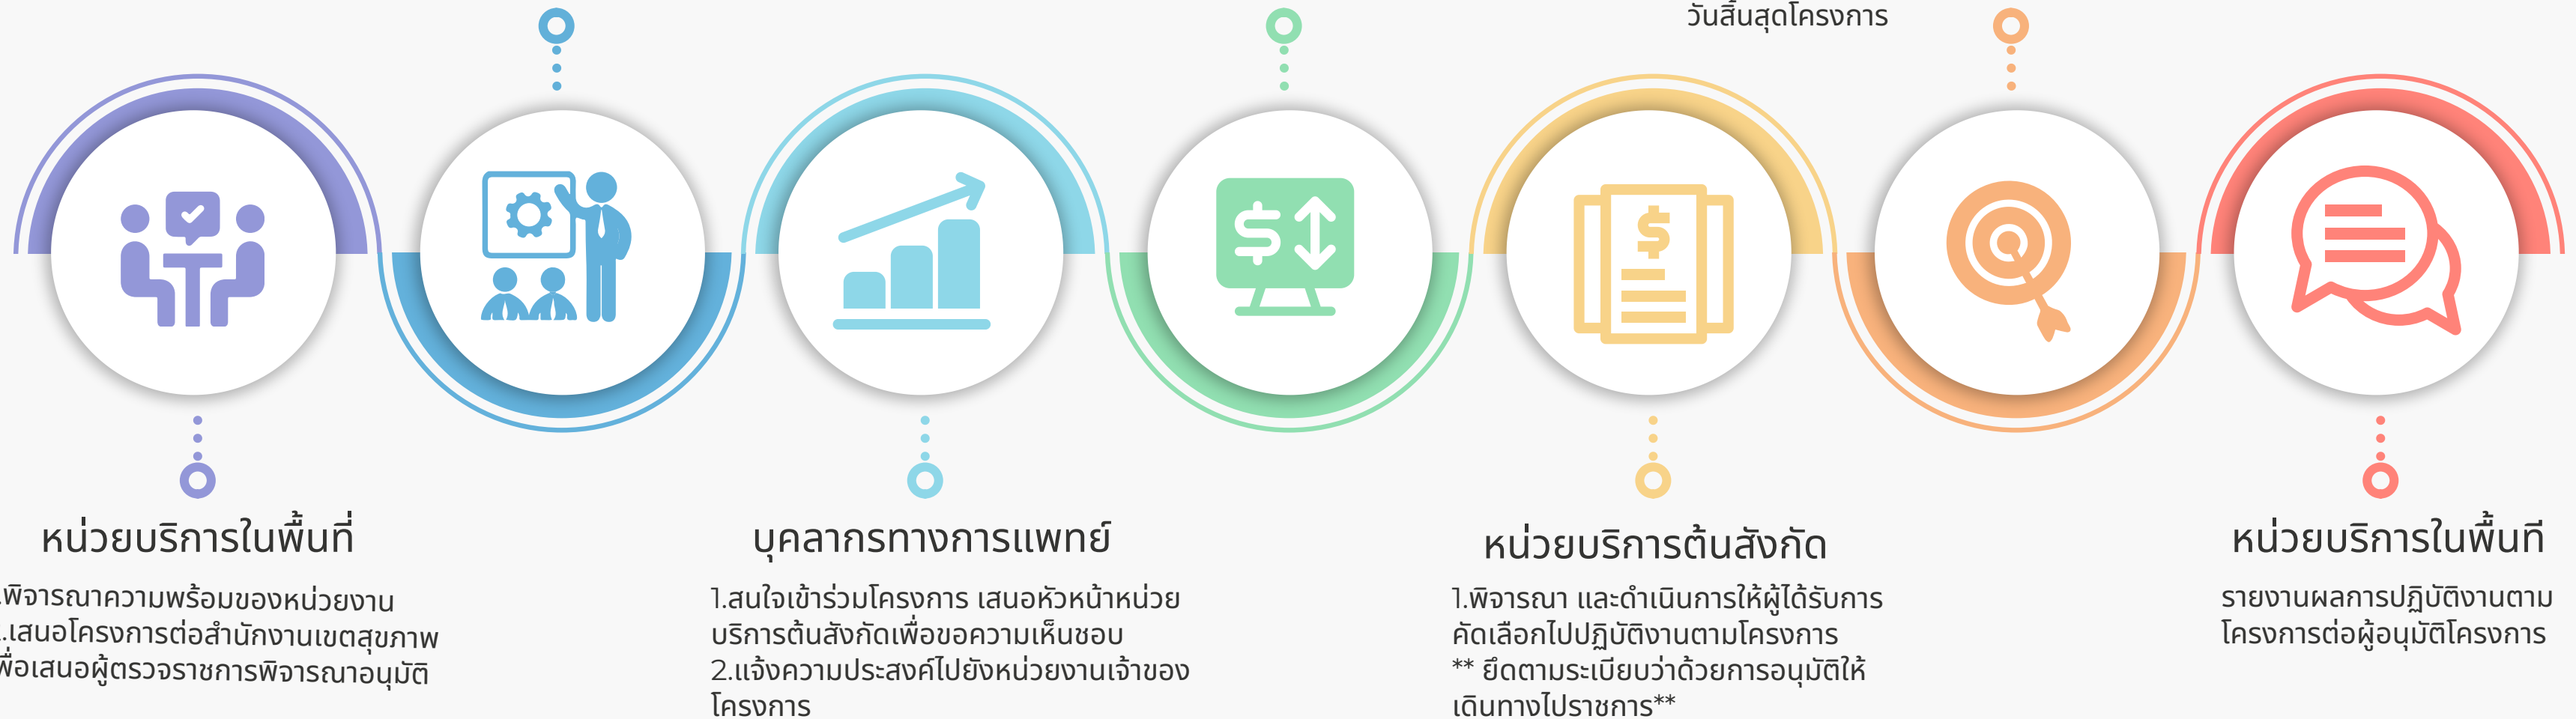 วันสิ้นสุดโครงการ
หน่วยบริการในพื้นที่
.พิจารณาความพร้อมของหน่วยงาน
.เสนอโครงการต่อสำนักงานเขตสุขภาพ
พื่อเสนอผู้ตรวจราชการพิจารณาอนุมัติ
บุคลากรทางการแพทย์
1.สนใจเข้าร่วมโครงการ เสนอหัวหน้าหน่วย
บริการต้นสังกัดเพื่อขอความเห็นชอบ
2.แจ้งความประสงค์ไปยังหน่วยงานเจ้าของ
โครงการ
หน่วยบริการต้นสังกัด
1.พิจารณา และดำเนินการให้ผู้ได้รับการ
คัดเลือกไปปฏิบัติงานตามโครงการ
** ยึดตามระเบียบว่าด้วยการอนุมัติให้
เดินทางไปราชการ**
หน่วยบริการในพื้นที
รายงานผลการปฏิบัติงานตาม
โครงการต่อผู้อนุมัติโครงการ